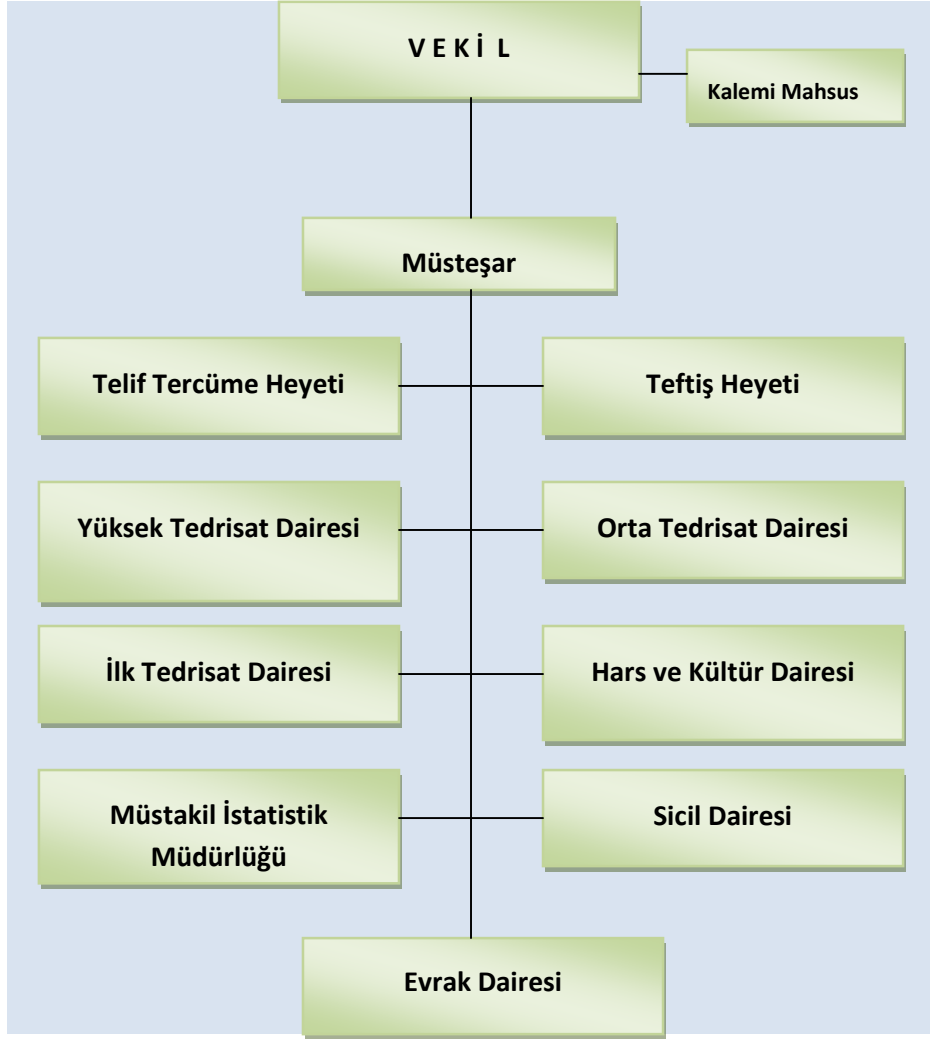 V E K İ L
Kalemi Mahsus
Müsteşar
Telif Tercüme Heyeti
Teftiş Heyeti
Yüksek Tedrisat Dairesi
Orta Tedrisat Dairesi
İlk Tedrisat Dairesi
Hars ve Kültür Dairesi
Müstakil İstatistik
Müdürlüğü
Sicil Dairesi
Evrak Dairesi